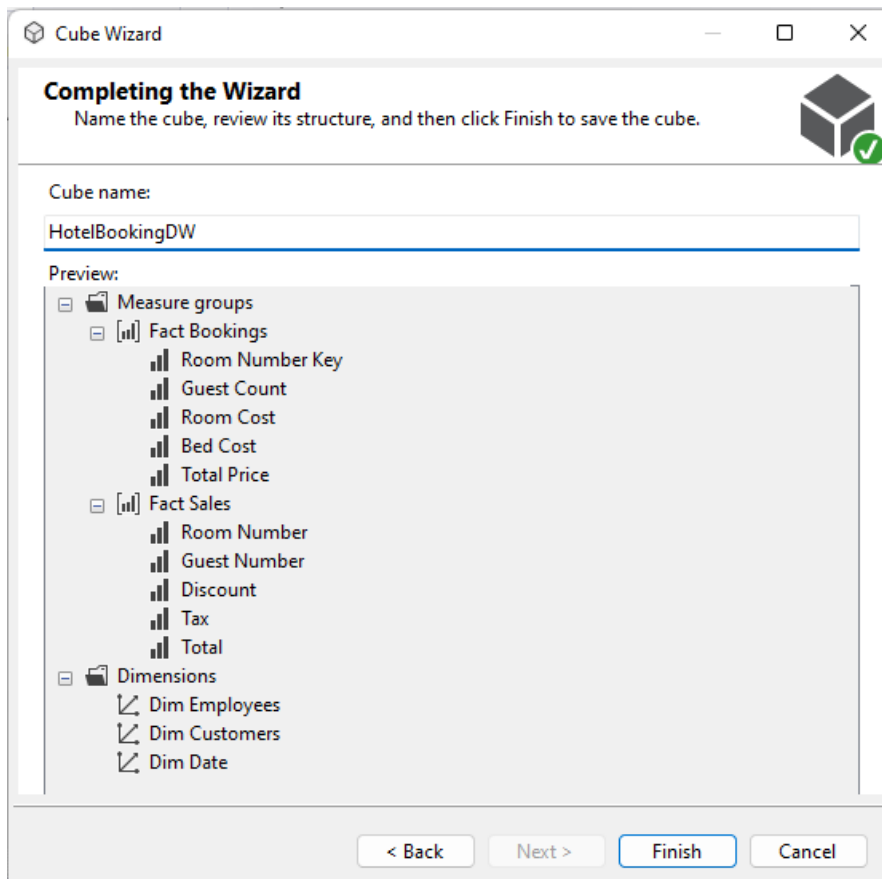 Cube Wizard
Completing the Wizard
Name the cube, review its structure, and then click Finish to save the cube.
Cube name:
HotelBookingDW
Preview:
Measure groups
Fact Bookings
Room Number Key
Guest Count
Room Cost
Bed Cost
Total Price
Fact Sales
Room Number
Guest Number
Discount
Tax
Total
Dimensions
Dim Employees
Dim Customers
Dim Date
< Back Next > Finish Cancel